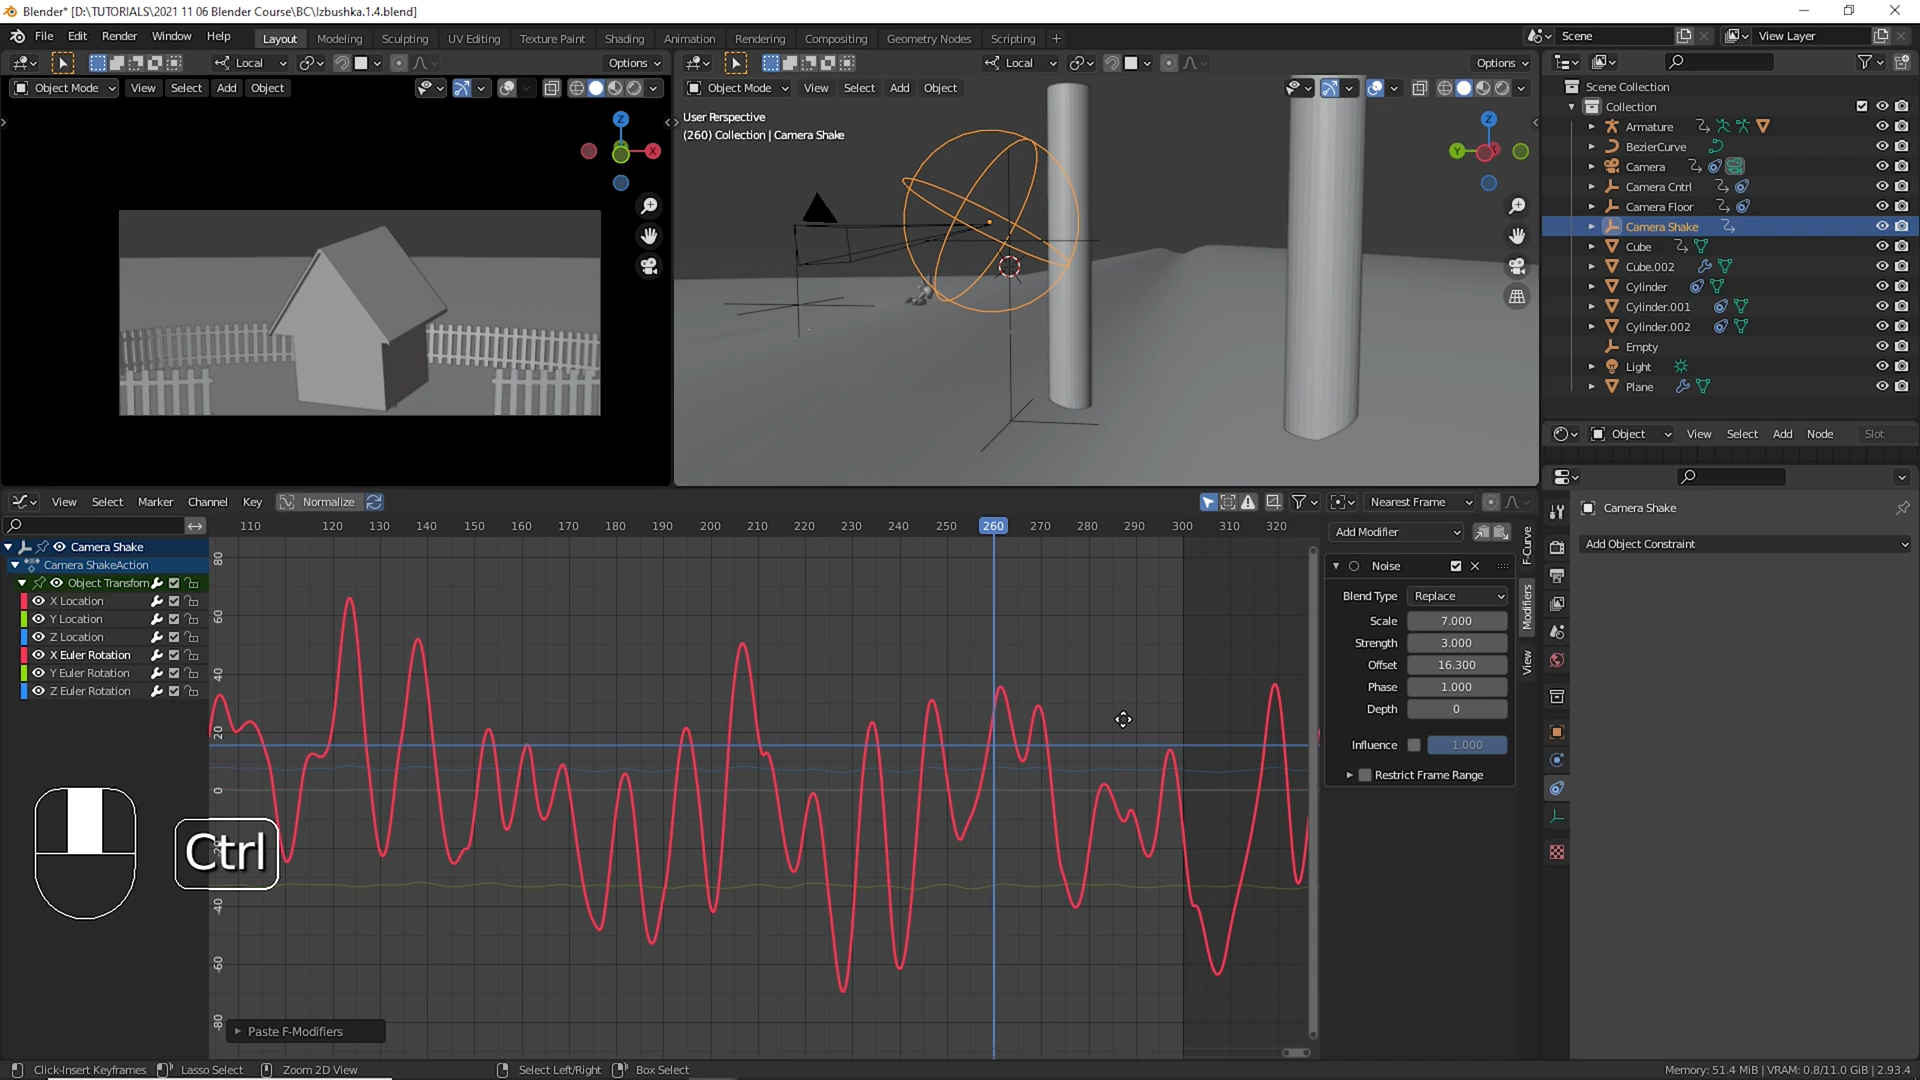 Blender* [D:\TUTORIALS\2021 11 06 Blender Course\BC\Izbushka.1.4.blend]
File Edit Render Window Help Layout Modeling Sculpting UV Editing Texture Paint Shading Animation Rendering Compositing Geometry Nodes Scripting + Scene View Layer
Local Options Local Options
Object Mode View Select Add Object Object Mode View Select Add Object
Scene Collection
Collection
Armature
BezierCurve
Camera
Camera Cntrl
Camera Floor
Camera Shake
Cube
Cube.002
Cylinder
Cylinder.001
Cylinder.002
Empty
Light
Plane
Z
X
User Perspective
(260) Collection | Camera Shake
Z
Y
X
Object View Select Add Node Slot
Camera Shake
Add Object Constraint
View Select Marker Channel Key Normalize Nearest Frame
110 120 130 140 150 160 170 180 190 200 210 220 230 240 250 260 270 280 290 300 310 320
Camera Shake
Camera ShakeAction
Object Transform
X Location
Y Location
Z Location
X Euler Rotation
Y Euler Rotation
Z Euler Rotation
80
60
40
20
0
-20
-40
-60
-80
Add Modifier
Noise
Blend Type Replace
Scale 7.000
Strength 3.000
Offset 16.300
Phase 1.000
Depth 0
Influence 1.000
Restrict Frame Range
F-Curve
Modifiers
View
Ctrl
Paste F-Modifiers
Click-Insert Keyframes Lasso Select Zoom 2D View Select Left/Right Box Select Memory: 51.4 MiB | VRAM: 0.8/11.0 GiB | 2.93.4